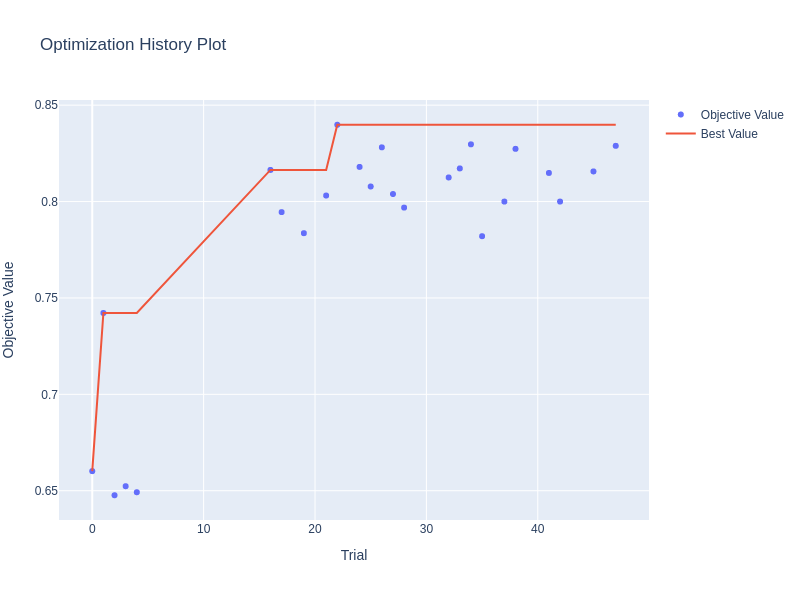 Optimization History Plot
Objective Value
Best Value
0.85
0.8
0.75
0.7
0.65
Objective Value
0
10
20
30
40
Trial